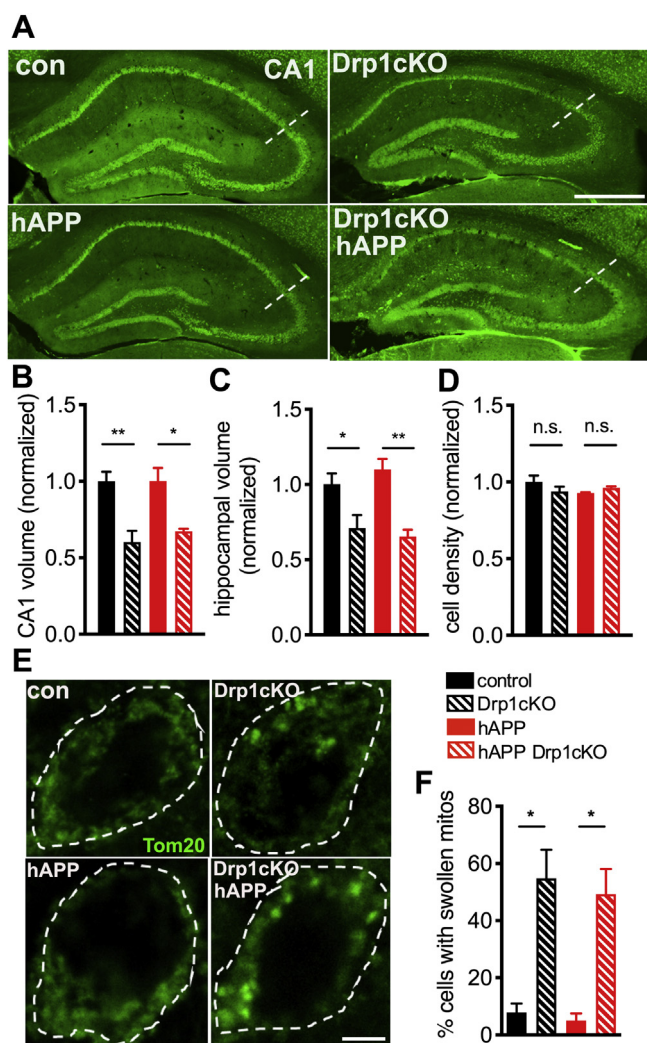 A
con
CA1
Drp1cKO
hAPP
Drp1cKO
hAPP
B
CA1 volume (normalized)
1.5
1.0
0.5
0.0
**
*
C
hippocampal volume
(normalized)
1.5
1.0
0.5
0.0
*
**
D
cell density (normalized)
1.5
1.0
0.5
0.0
n.s.
n.s.
E
con
Drp1cKO
Tom20
hAPP
Drp1cKO
hAPP
control
Drp1cKO
hAPP
hAPP Drp1cKO
F
% cells with swollen mitos
80
60
40
20
0
*
*